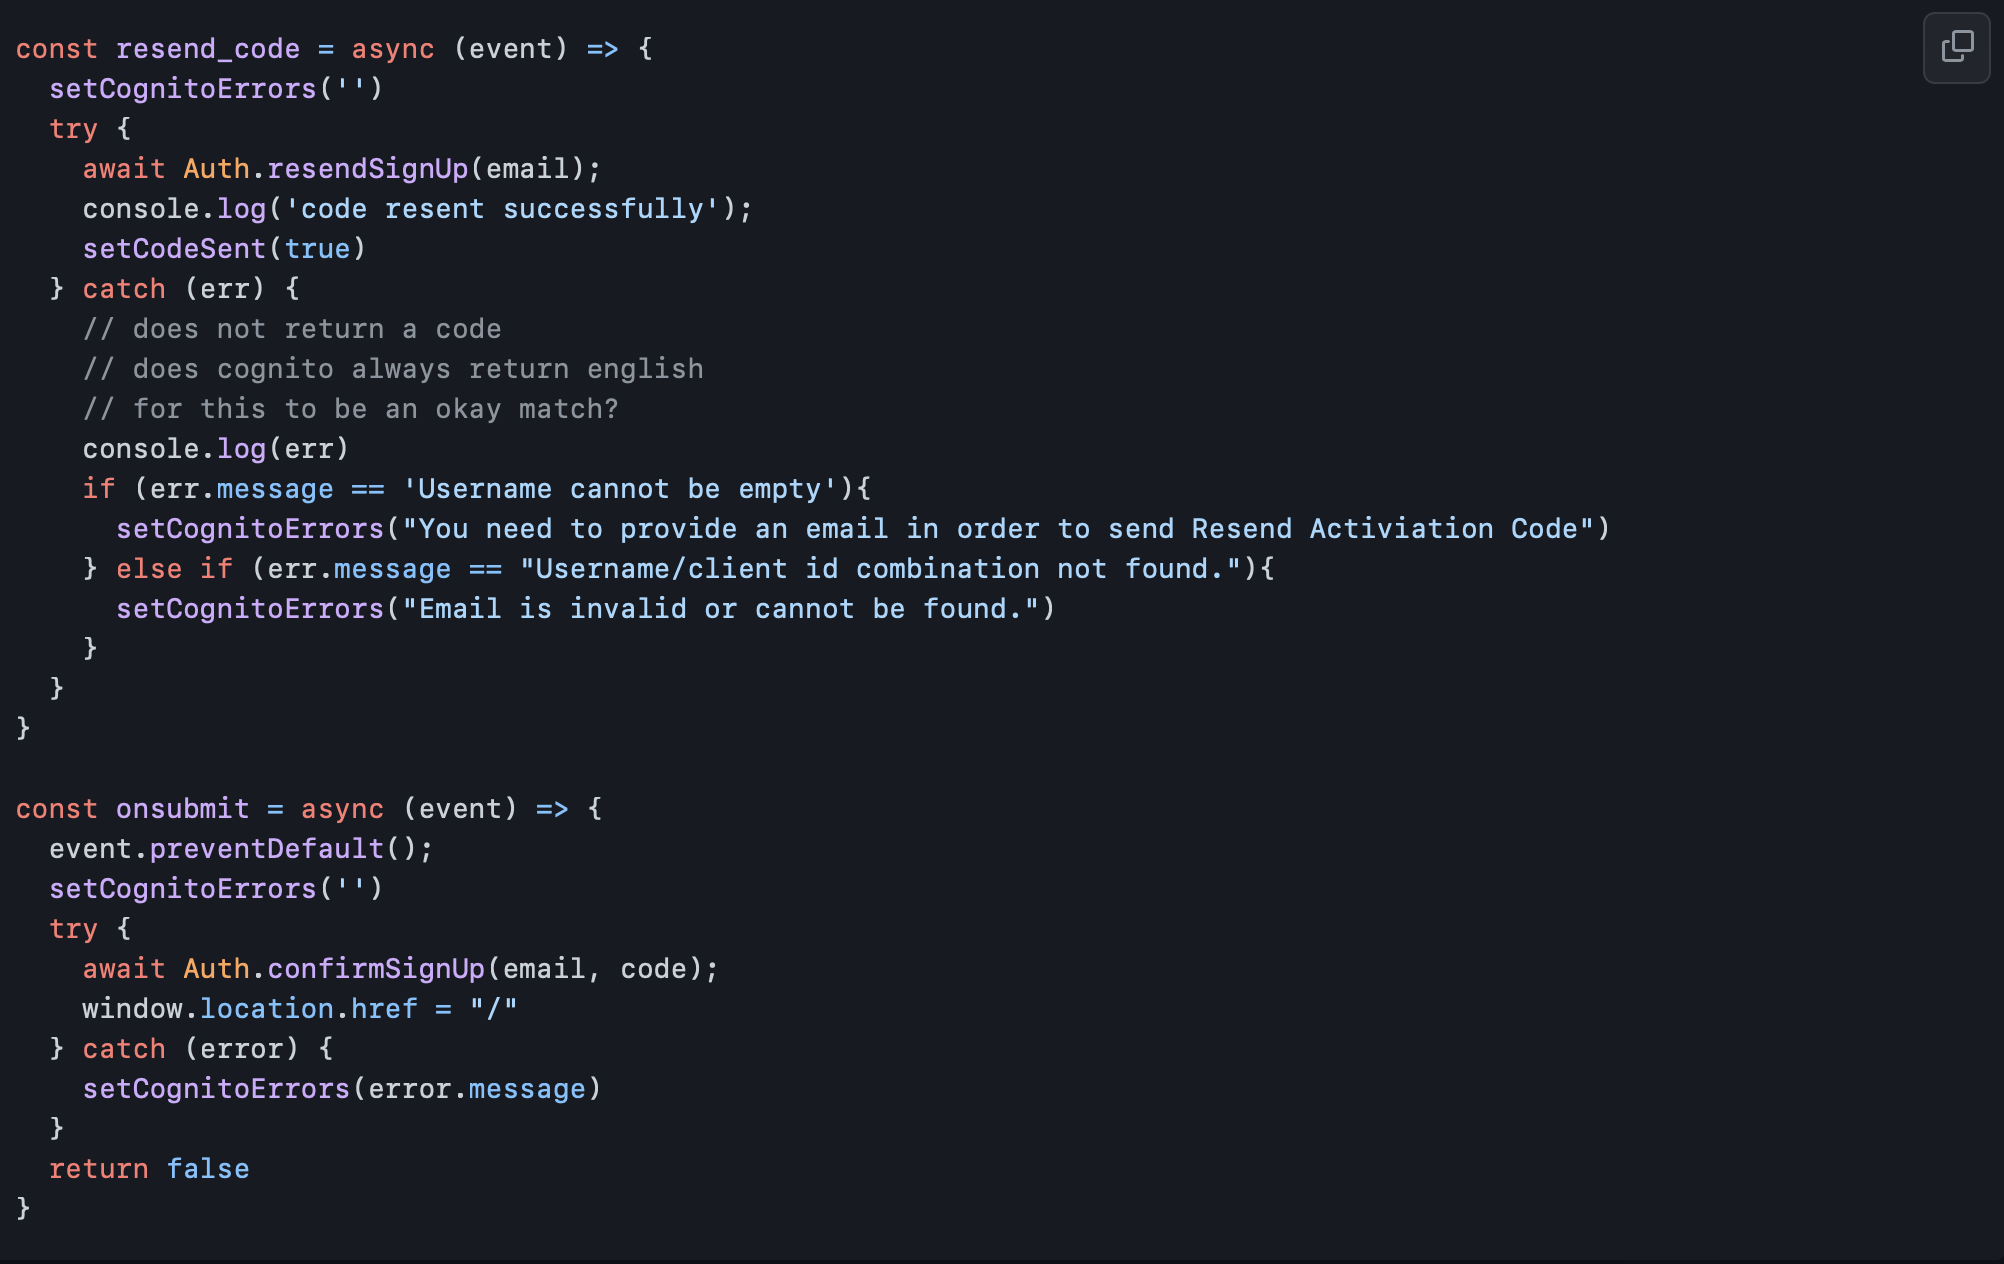 const resend_code = async (event) => {
  setCognitoErrors('')
  try {
    await Auth.resendSignUp(email);
    console.log('code resent successfully');
    setCodeSent(true)
  } catch (err) {
    // does not return a code
    // does cognito always return english
    // for this to be an okay match?
    console.log(err)
    if (err.message == 'Username cannot be empty'){
      setCognitoErrors("You need to provide an email in order to send Resend Activiation Code")
    } else if (err.message == "Username/client id combination not found."){
      setCognitoErrors("Email is invalid or cannot be found.")
    }
  }
}

const onsubmit = async (event) => {
  event.preventDefault();
  setCognitoErrors('')
  try {
    await Auth.confirmSignUp(email, code);
    window.location.href = "/"
  } catch (error) {
    setCognitoErrors(error.message)
  }
  return false
}